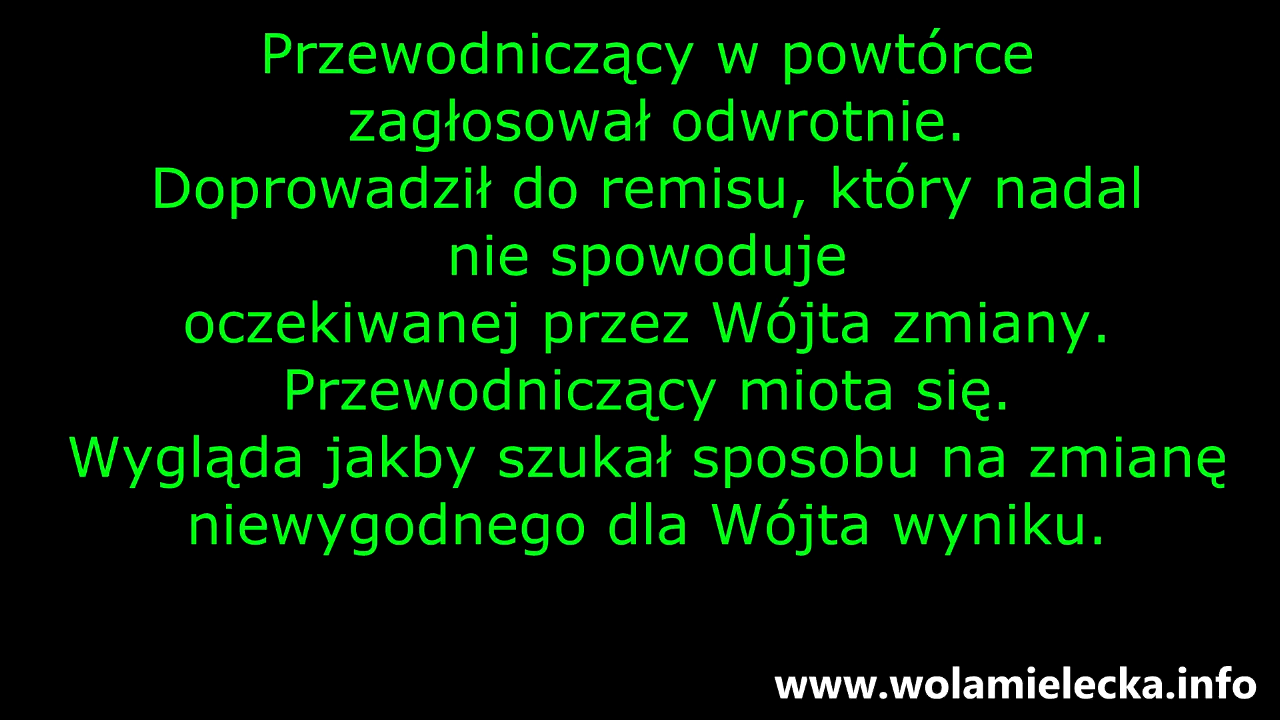 Przewodniczący w powtórce
zagłosował odwrotnie.
Doprowadził do remisu, który nadal
nie spowoduje
oczekiwanej przez Wójta zmiany.
Przewodniczący miota się.
Wygląda jakby szukał sposobu na zmianę
niewygodnego dla Wójta wyniku.
www.wolamielecka.info